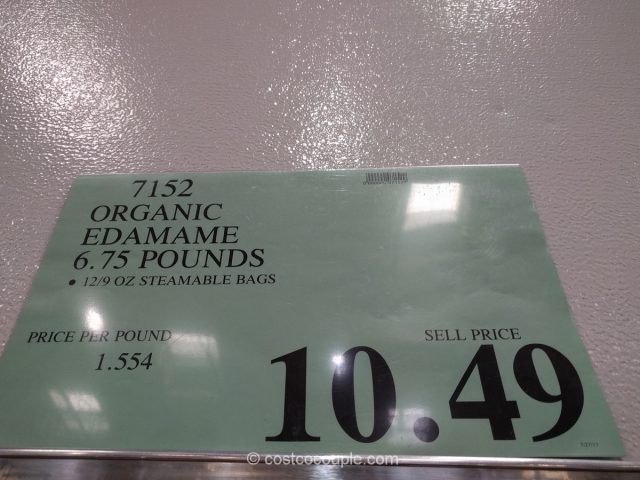 7152
ORGANIC
EDAMAME
6.75 POUNDS
• 12/9 OZ STEAMABLE BAGS
PRICE PER POUND
1.554
SELL PRICE
10.49
© costcocouple.com